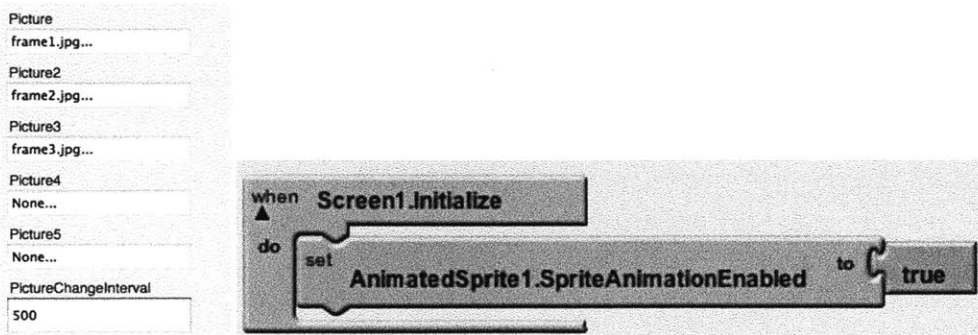 Picture
frame1.jpg...
Picture2
frame2.jpg...
Picture3
frame3.jpg...
Picture4
None...
Picture5
None...
PictureChangeInterval
500
when Screen1.Initialize
do
set AnimatedSprite1.SpriteAnimationEnabled to true